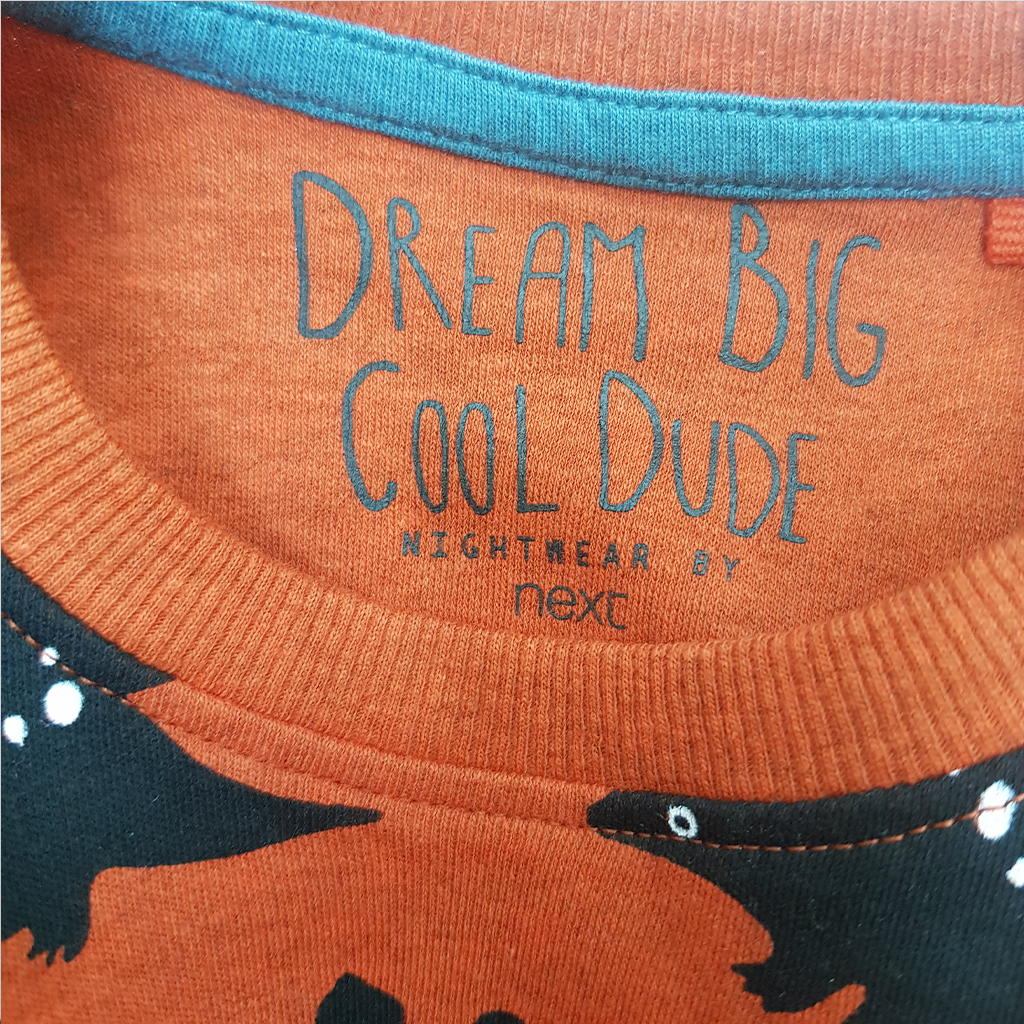 DREAM BIG
COOL DUDE
NIGHTWEAR BY
next